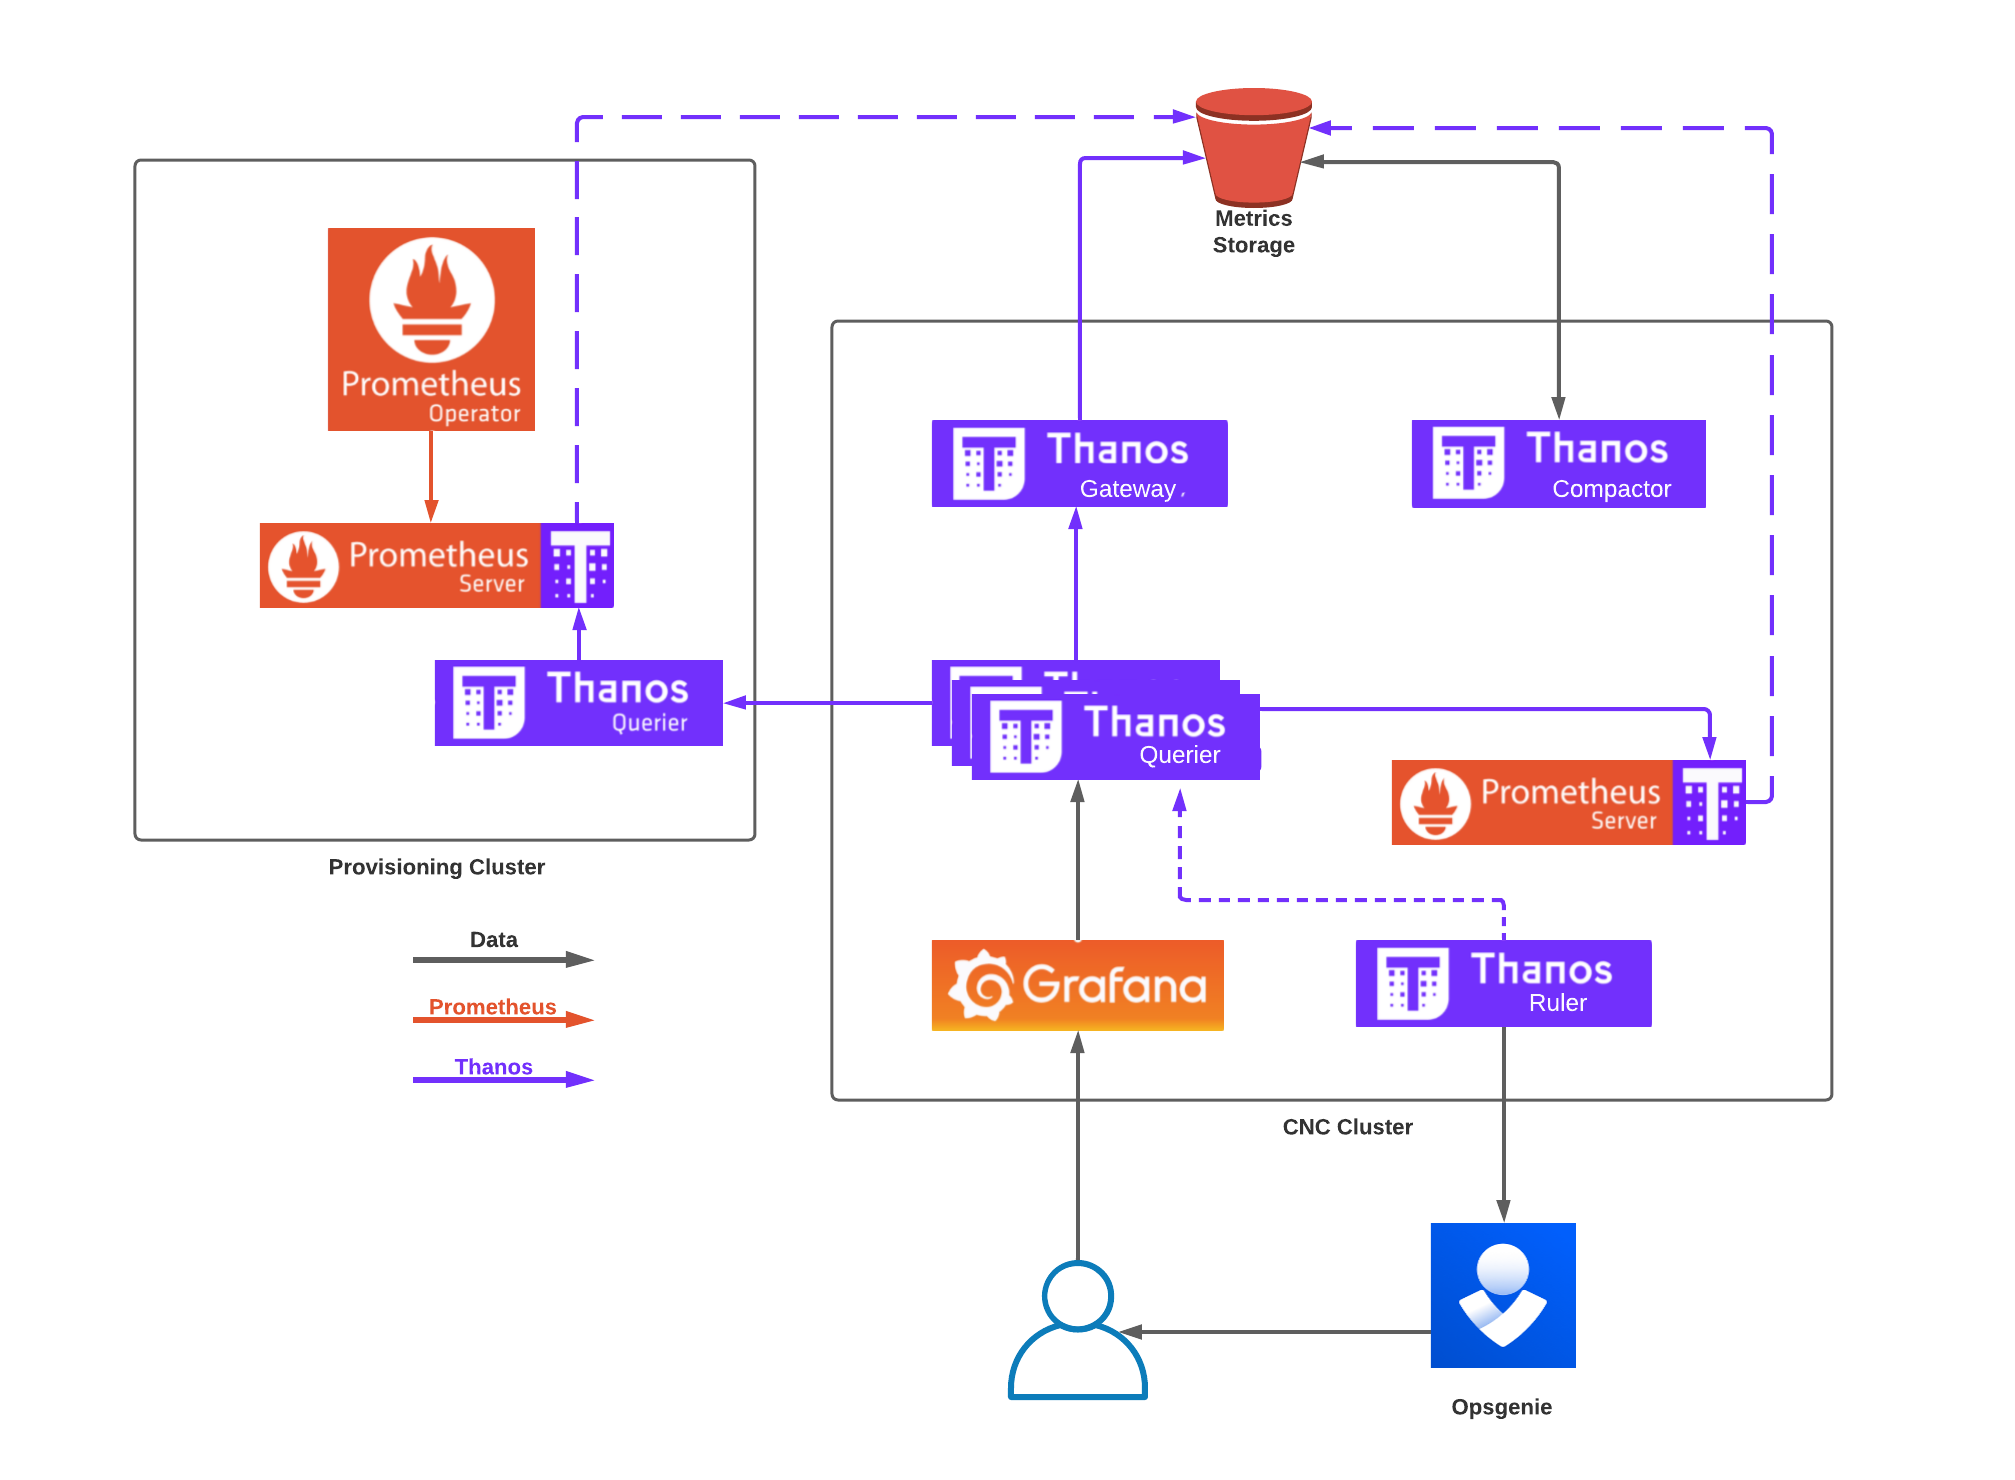 Metrics
Storage
Prometheus
Operator
Prometheus
Server
Thanos
Querier
Provisioning Cluster
Thanos
Gateway
Thanos
Compactor
Thanos
Querier
Prometheus
Server
Grafana
Thanos
Ruler
CNC Cluster
Data
Prometheus
Thanos
Opsgenie